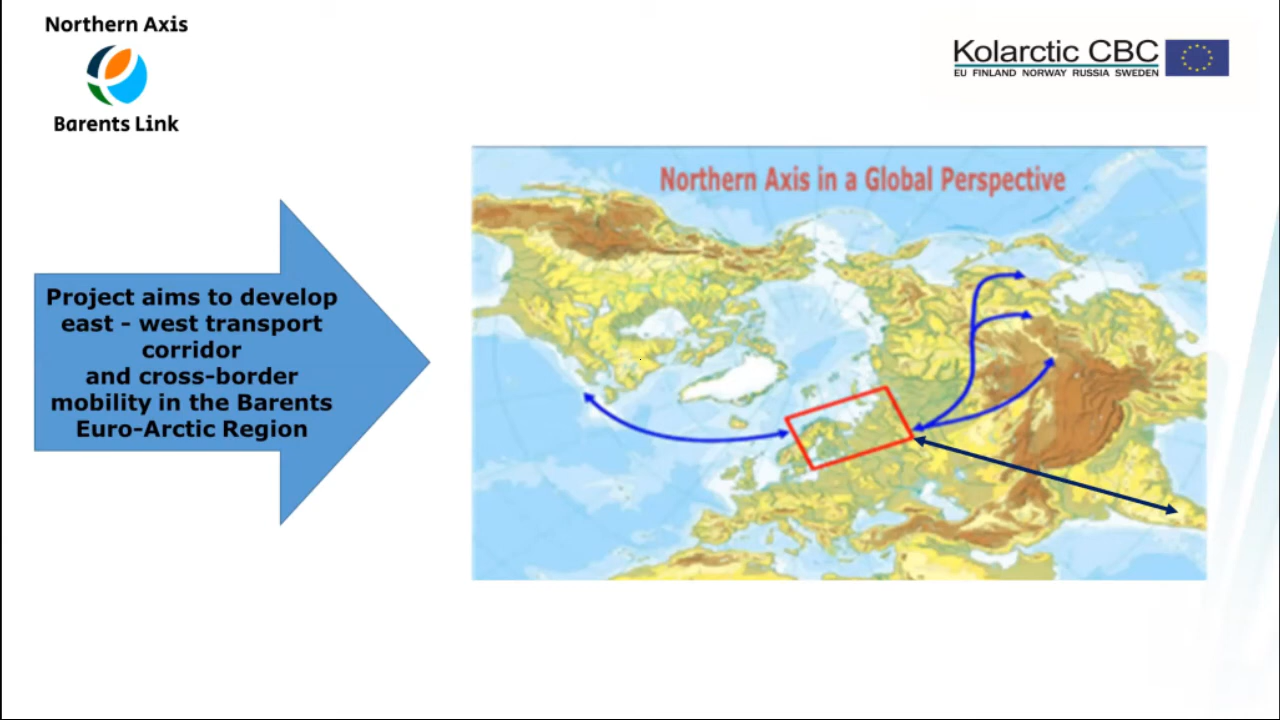 Northern Axis
Barents Link
Kolarctic CBC
EU FINLAND NORWAY RUSSIA SWEDEN
Northern Axis in a Global Perspective
Project aims to develop
east - west transport
corridor
and cross-border
mobility in the Barents
Euro-Arctic Region